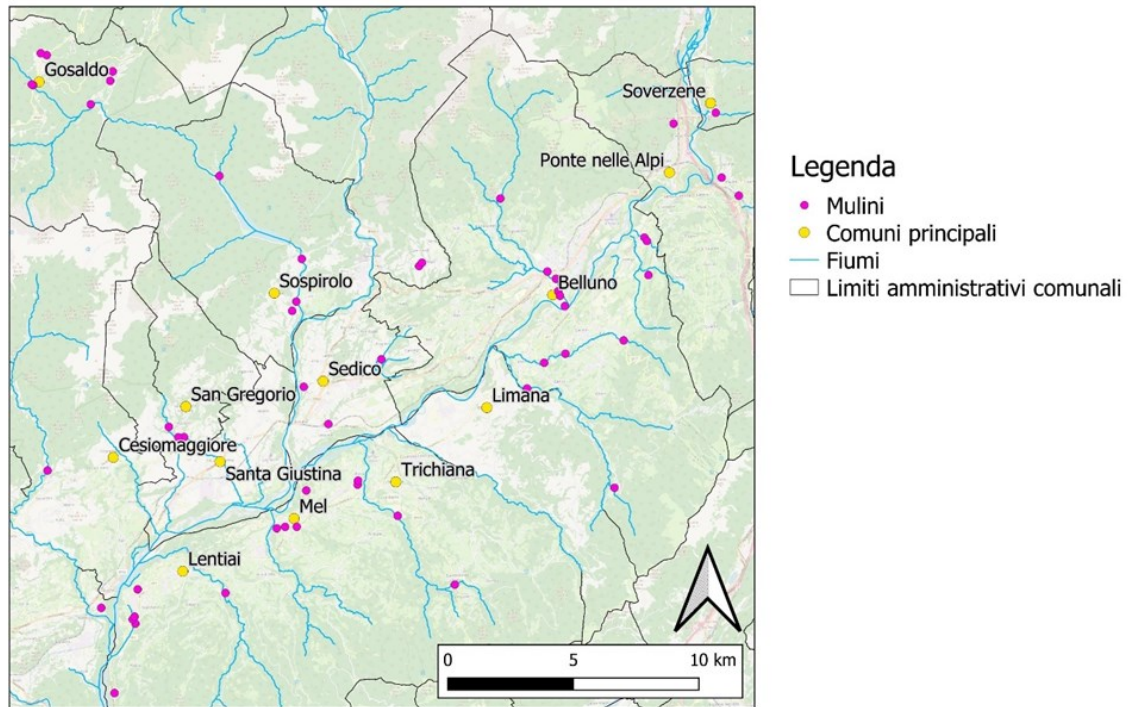 Gosaldo
Soverzene
Ponte nelle Alpi
Sospirolo
Belluno
Sedico
San Gregorio
Limana
Cesiomaggiore
Santa Giustina
Trichiana
Mel
Lentiai
0 5 10 km
Legenda
Mulini
Comuni principali
Fiumi
Limiti amministrativi comunali